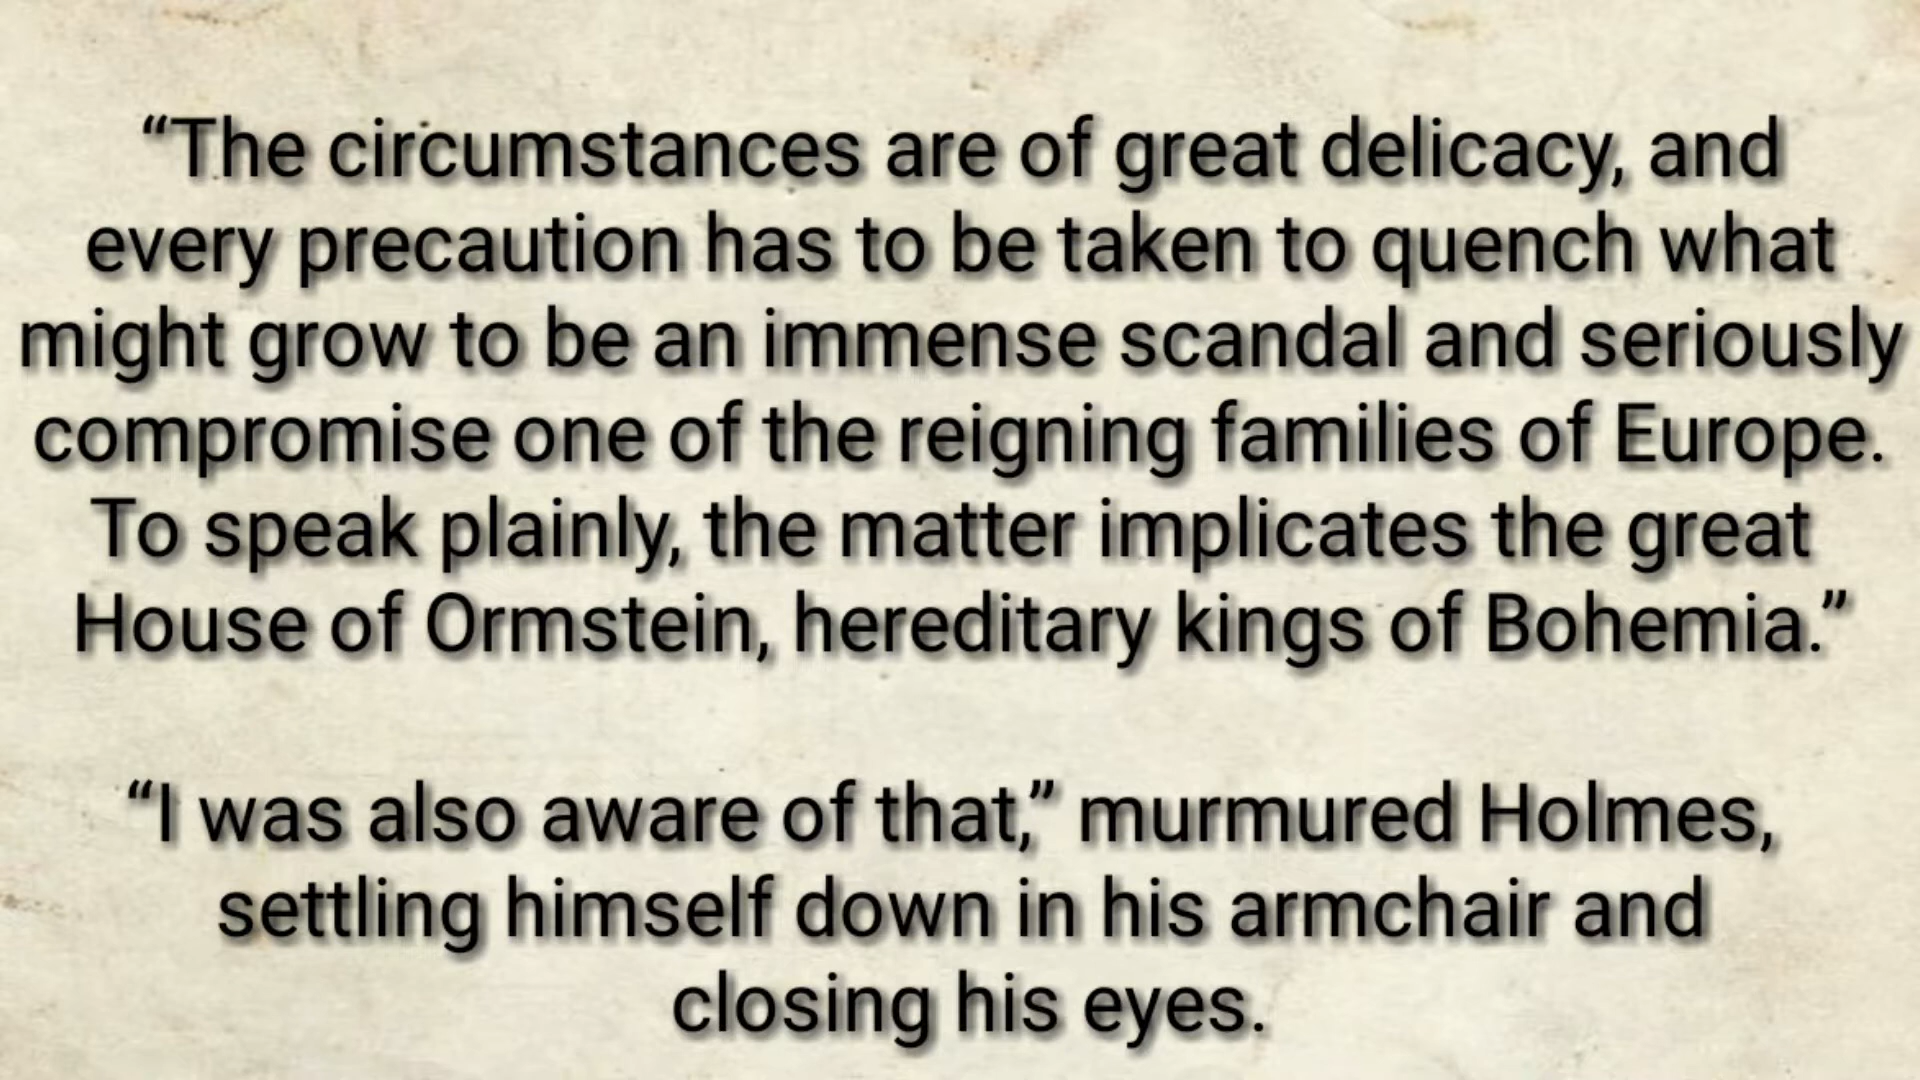 “The circumstances are of great delicacy, and
every precaution has to be taken to quench what
might grow to be an immense scandal and seriously
compromise one of the reigning families of Europe.
To speak plainly, the matter implicates the great
House of Ormstein, hereditary kings of Bohemia.”
“I was also aware of that,” murmured Holmes,
settling himself down in his armchair and
closing his eyes.